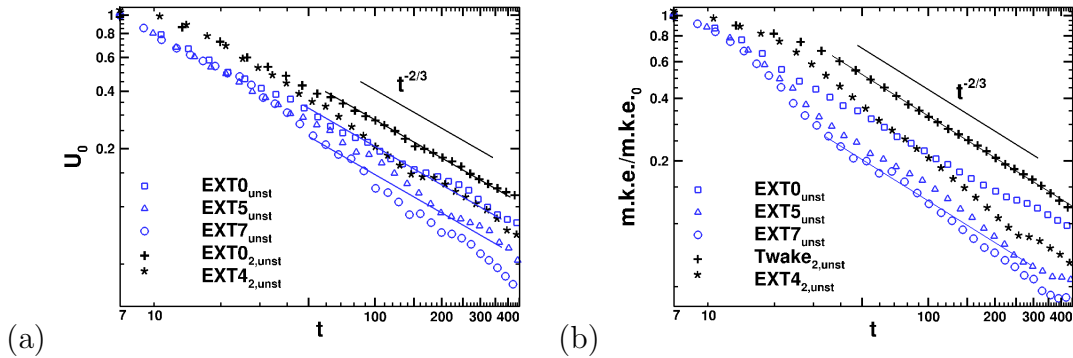 1
0.8
0.6
0.4
0.2
U₀
t⁻²/³
EXT0unst
EXT5unst
EXT7unst
EXT02,unst
EXT42,unst
7 10 100 200 300 400
t
(a)
1
0.8
0.6
0.4
0.2
m.k.e./m.k.e.₀
t⁻²/³
EXT0unst
EXT5unst
EXT7unst
Twake2,unst
EXT42,unst
7 10 100 200 300 400
t
(b)